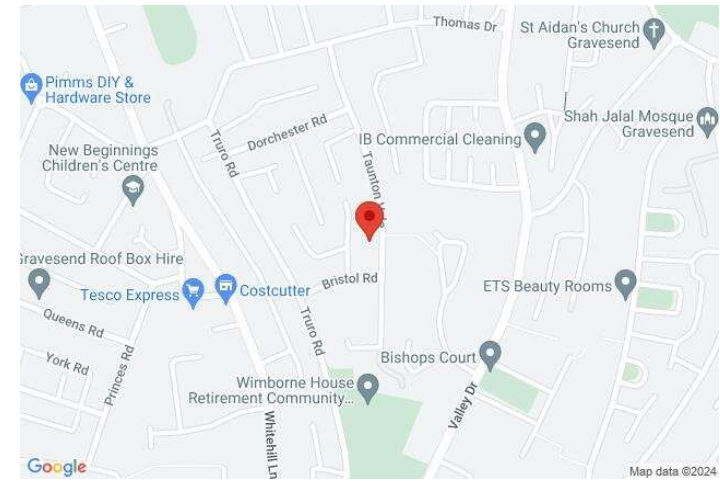 Thomas Dr
St Aidan's Church
Gravesend
Pimms DIY &
Hardware Store
Dorchester Rd
Truro Rd
IB Commercial Cleaning
Shah Jalal Mosque
Gravesend
New Beginnings
Children's Centre
Taunton Vale
Gravesend Roof Box Hire
Tesco Express
Costcutter
Bristol Rd
ETS Beauty Rooms
Queens Rd
Truro Rd
York Rd
Princes Rd
Bishops Court
Wimborne House
Retirement Community...
Valley Dr
Whitehill Ln
Google
Map data ©2024